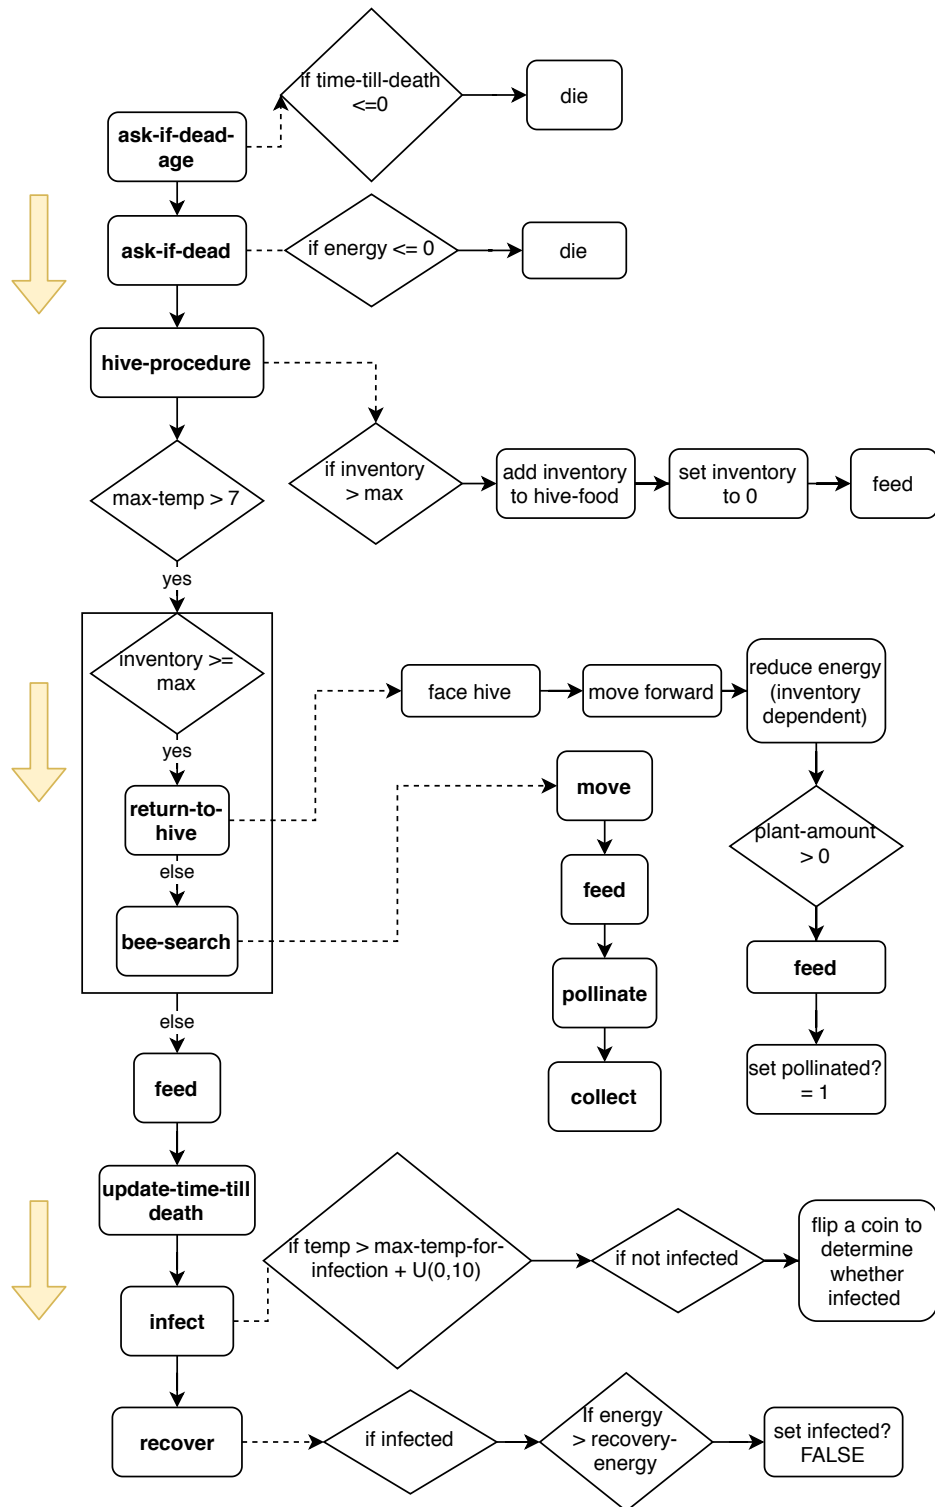 if time-till-death
<=0
die
ask-if-dead-
age
ask-if-dead
if energy <= 0
die
hive-procedure
if inventory
> max
add inventory
to hive-food
set inventory
to 0
feed
max-temp > 7
yes
inventory >=
max
yes
return-to-
hive
else
bee-search
face hive
move forward
reduce energy
(inventory
dependent)
move
feed
pollinate
collect
plant-amount
> 0
feed
set pollinated?
= 1
else
feed
update-time-till
death
infect
if temp > max-temp-for-
infection + U(0,10)
if not infected
flip a coin to
determine
whether
infected
recover
if infected
If energy
> recovery-
energy
set infected?
FALSE